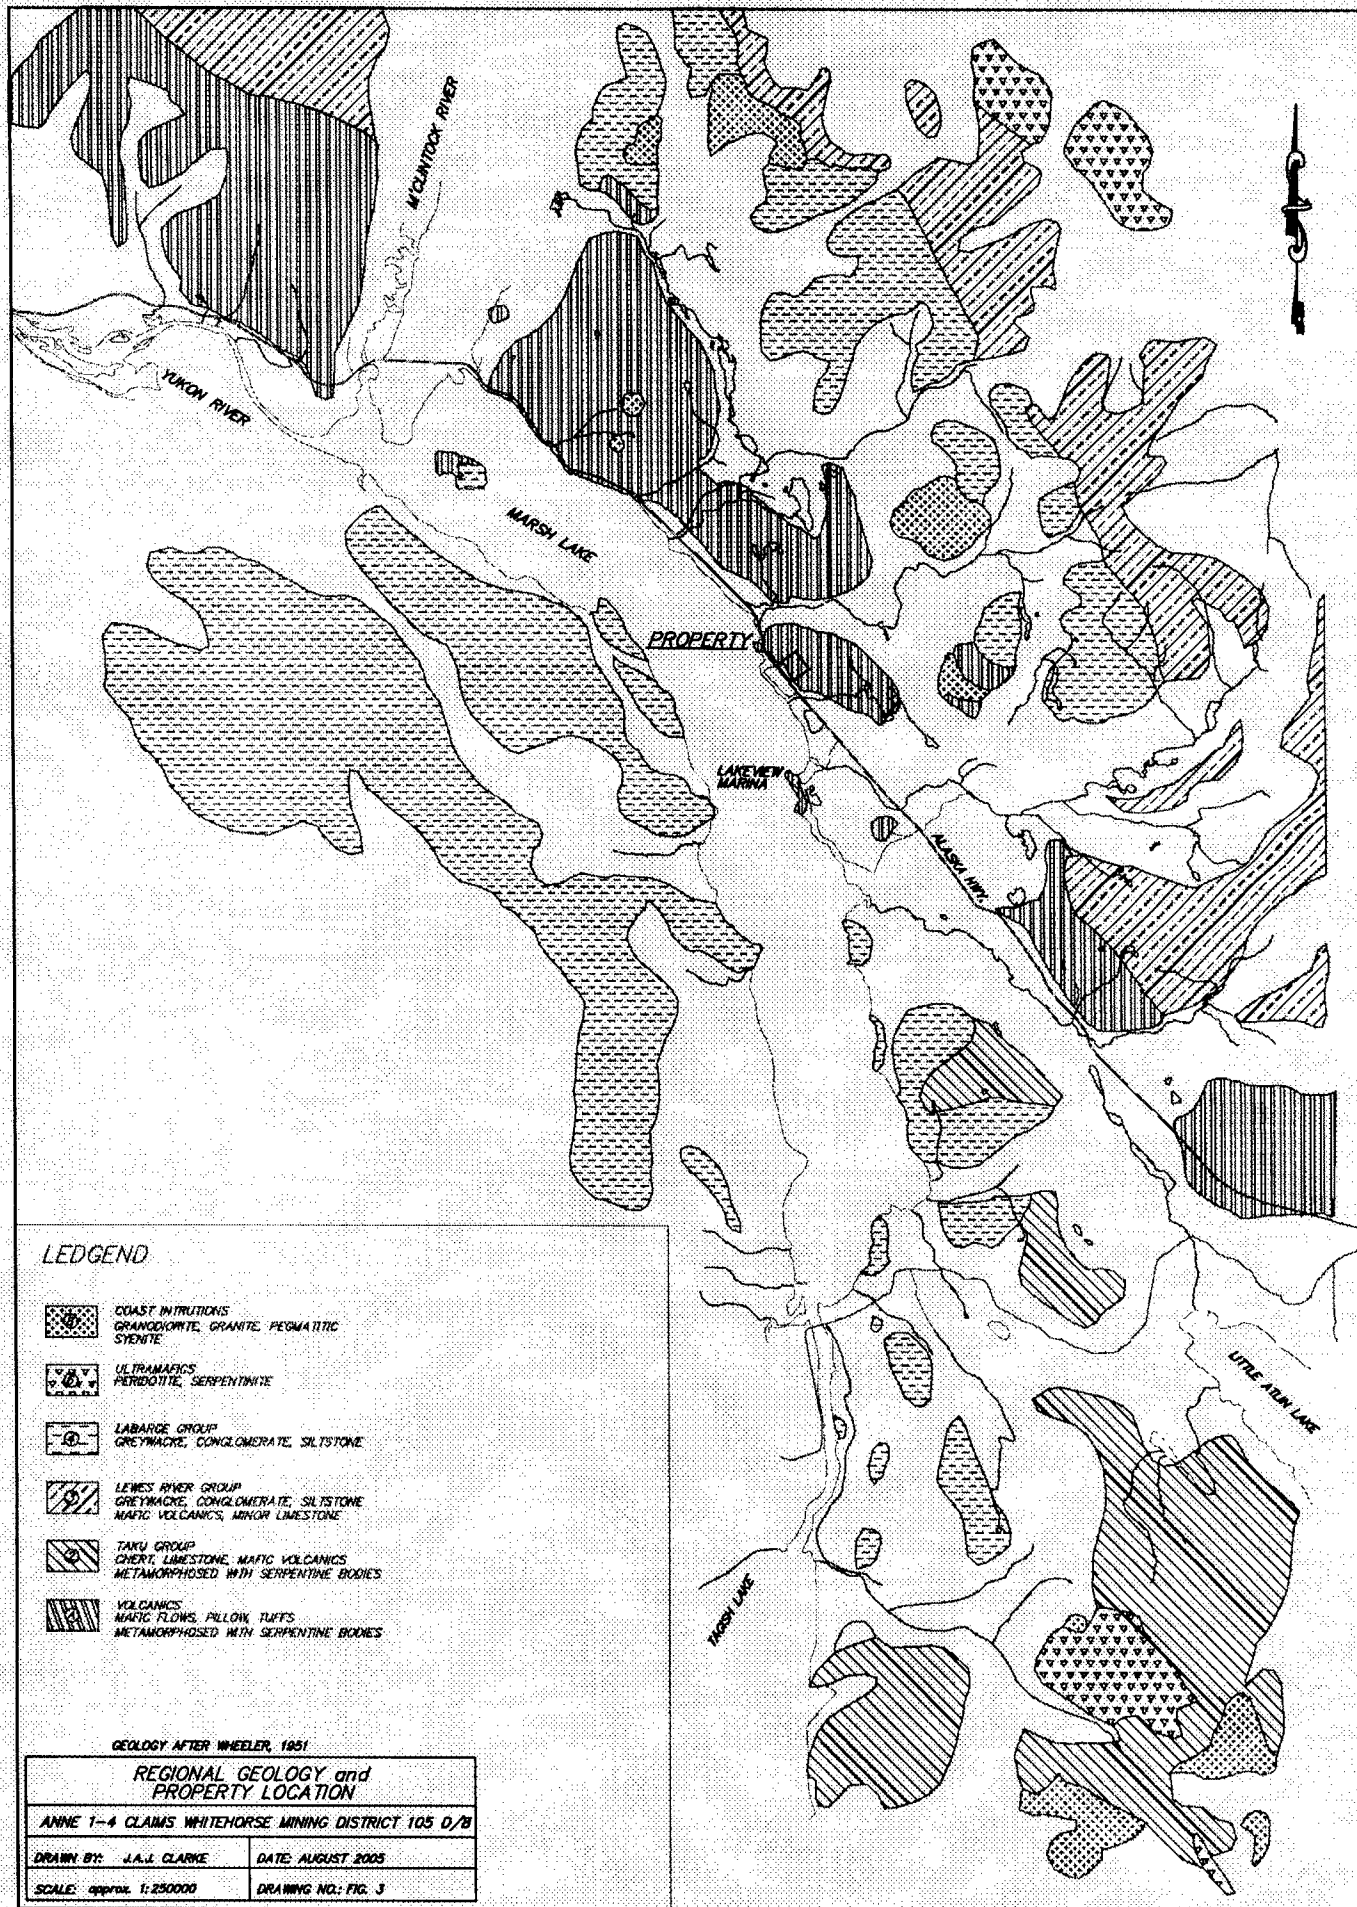 M'CLINTOCK RIVER
YUKON RIVER
MARSH LAKE
PROPERTY
LAKEVIEW
MARINA
ALASKA HWY.
LITTLE ATLIN LAKE
TAGISH LAKE
LEDGEND
COAST INTRUTIONS
GRANODIORITE, GRANITE, PEGMATITIC
SYENITE
ULTRAMAFICS
PERIDOTITE, SERPENTINITE
LABARGE GROUP
GREYWACKE, CONGLOMERATE, SILTSTONE
LEWES RIVER GROUP
GREYWACKE, CONGLOMERATE, SILTSTONE
MAFIC VOLCANICS, MINOR LIMESTONE
TAKU GROUP
CHERT, LIMESTONE, MAFIC VOLCANICS
METAMORPHOSED WITH SERPENTINE BODIES
VOLCANICS
MAFIC FLOWS, PILLOW, TUFFS
METAMORPHOSED WITH SERPENTINE BODIES
GEOLOGY AFTER WHEELER, 1951
REGIONAL GEOLOGY and
PROPERTY LOCATION
ANNE 1-4 CLAIMS WHITEHORSE MINING DISTRICT 105 D/8
DRAWN BY: J.A.J. CLARKE
DATE: AUGUST 2005
SCALE: approx. 1:250000
DRAWING NO.: FIG. 3